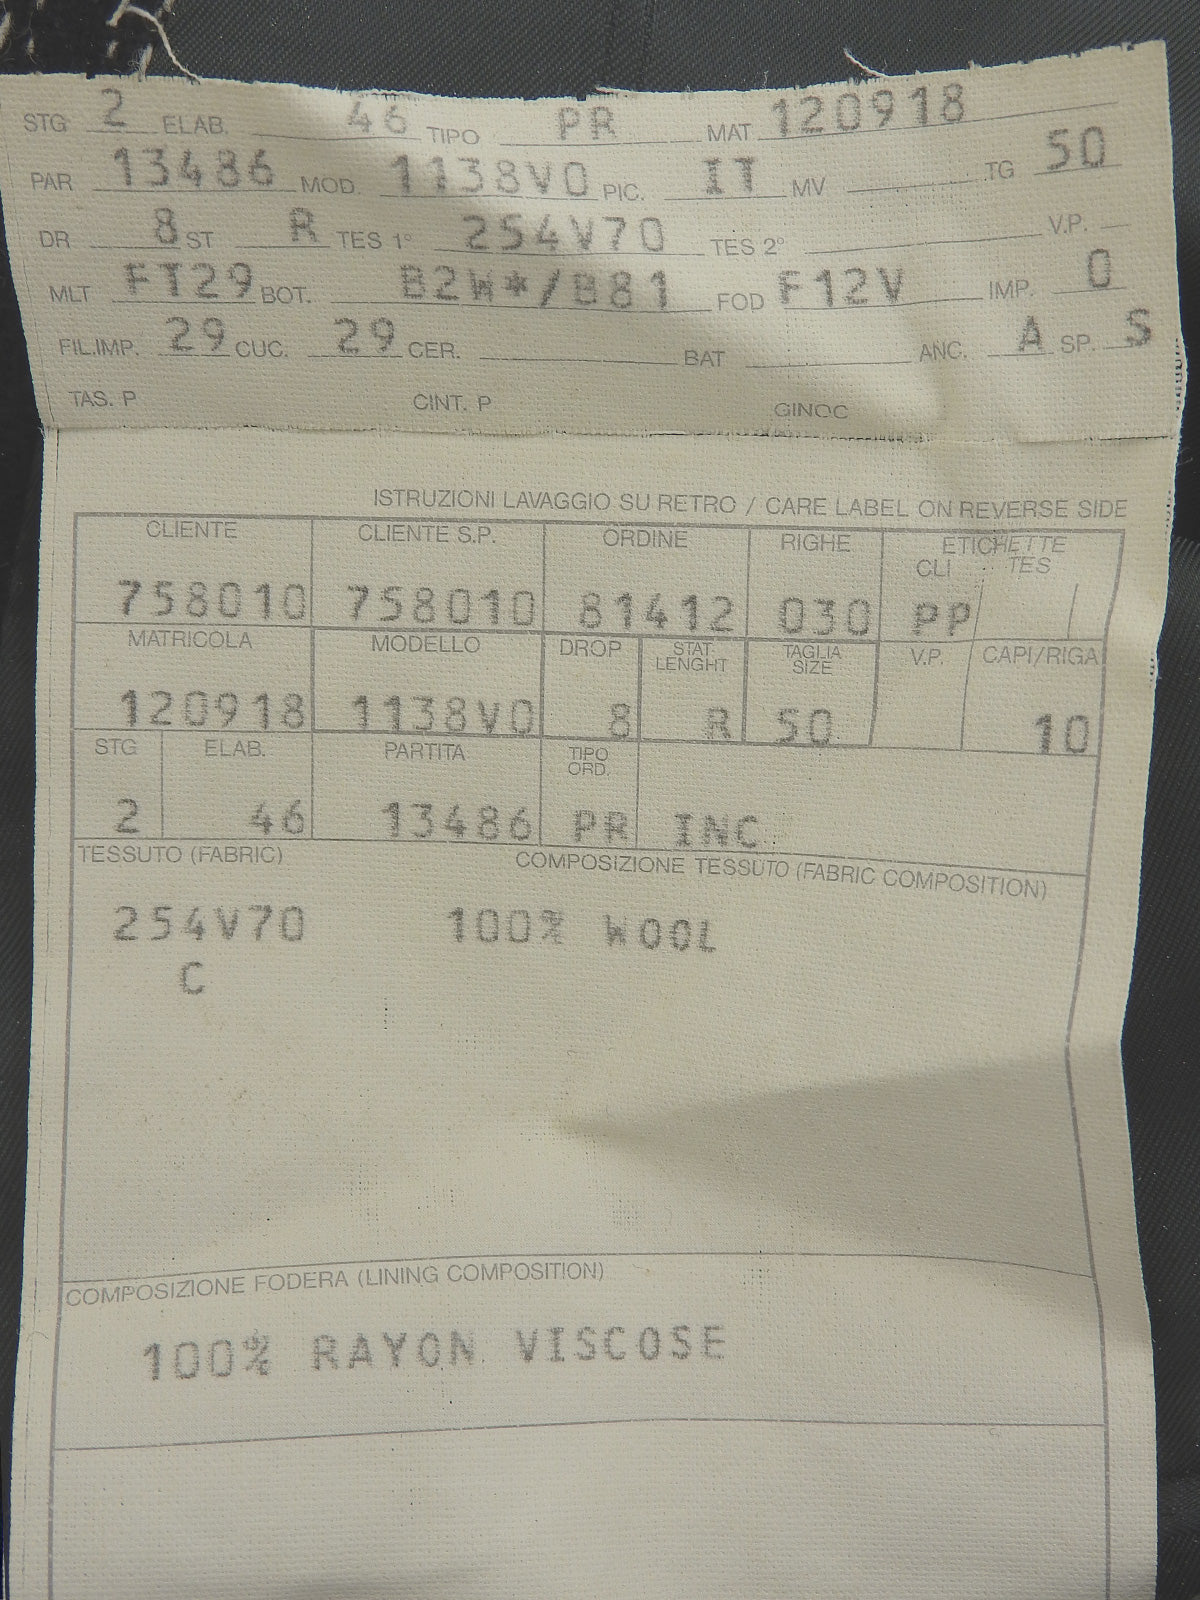 STG 2 ELAB. 46 TIPO PR MAT 120918
PAR 13486 MOD. 1138V0 PIC. IT MV TG 50
DR 8 ST R TES 1° 254V70 TES 2° V.P.
MLT FT29 BOT. B2W*/B81 FOD F12V IMP. 0
FIL.IMP. 29 CUC. 29 CER. BAT ANC. A SP. S
TAS. P CINT. P GINOC
ISTRUZIONI LAVAGGIO SU RETRO / CARE LABEL ON REVERSE SIDE
CLIENTE CLIENTE S.P. ORDINE RIGHE ETICHETTE
CLI TES
758010 758010 81412 030 PP
MATRICOLA MODELLO DROP STAT. LENGHT TAGLIA SIZE V.P. CAPI/RIGA
120918 1138V0 8 R 50 10
STG ELAB. PARTITA TIPO ORD.
2 46 13486 PR INC
TESSUTO (FABRIC) COMPOSIZIONE TESSUTO (FABRIC COMPOSITION)
254V70 100% WOOL
C
COMPOSIZIONE FODERA (LINING COMPOSITION)
100% RAYON VISCOSE